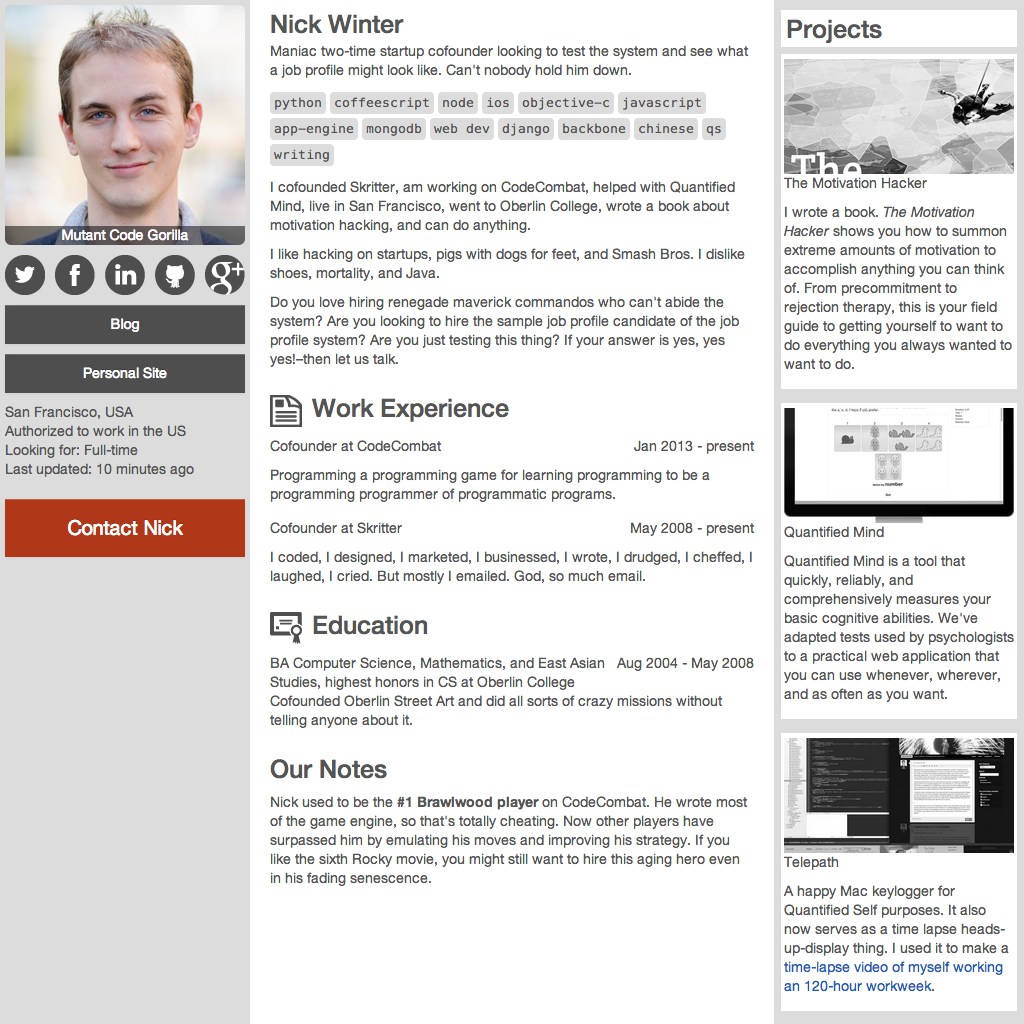 Mutant Code Gorilla
Blog
Personal Site
San Francisco, USA
Authorized to work in the US
Looking for: Full-time
Last updated: 10 minutes ago
Contact Nick
Nick Winter
Maniac two-time startup cofounder looking to test the system and see what
a job profile might look like. Can't nobody hold him down.
python coffeescript node ios objective-c javascript
app-engine mongodb web dev django backbone chinese qs
writing
I cofounded Skritter, am working on CodeCombat, helped with Quantified
Mind, live in San Francisco, went to Oberlin College, wrote a book about
motivation hacking, and can do anything.
I like hacking on startups, pigs with dogs for feet, and Smash Bros. I dislike
shoes, mortality, and Java.
Do you love hiring renegade maverick commandos who can't abide the
system? Are you looking to hire the sample job profile candidate of the job
profile system? Are you just testing this thing? If your answer is yes, yes
yes!–then let us talk.
Work Experience
Cofounder at CodeCombat Jan 2013 - present
Programming a programming game for learning programming to be a
programming programmer of programmatic programs.
Cofounder at Skritter May 2008 - present
I coded, I designed, I marketed, I businessed, I wrote, I drudged, I cheffed, I
laughed, I cried. But mostly I emailed. God, so much email.
Education
BA Computer Science, Mathematics, and East Asian Aug 2004 - May 2008
Studies, highest honors in CS at Oberlin College
Cofounded Oberlin Street Art and did all sorts of crazy missions without
telling anyone about it.
Our Notes
Nick used to be the #1 Brawlwood player on CodeCombat. He wrote most
of the game engine, so that's totally cheating. Now other players have
surpassed him by emulating his moves and improving his strategy. If you
like the sixth Rocky movie, you might still want to hire this aging hero even
in his fading senescence.
Projects
The
The Motivation Hacker
I wrote a book. The Motivation
Hacker shows you how to summon
extreme amounts of motivation to
accomplish anything you can think
of. From precommitment to
rejection therapy, this is your field
guide to getting yourself to want to
do everything you always wanted to
want to do.
number.
Quantified Mind
Quantified Mind is a tool that
quickly, reliably, and
comprehensively measures your
basic cognitive abilities. We've
adapted tests used by psychologists
to a practical web application that
you can use whenever, wherever,
and as often as you want.
Telepath
A happy Mac keylogger for
Quantified Self purposes. It also
now serves as a time lapse heads-
up-display thing. I used it to make a
time-lapse video of myself working
an 120-hour workweek.